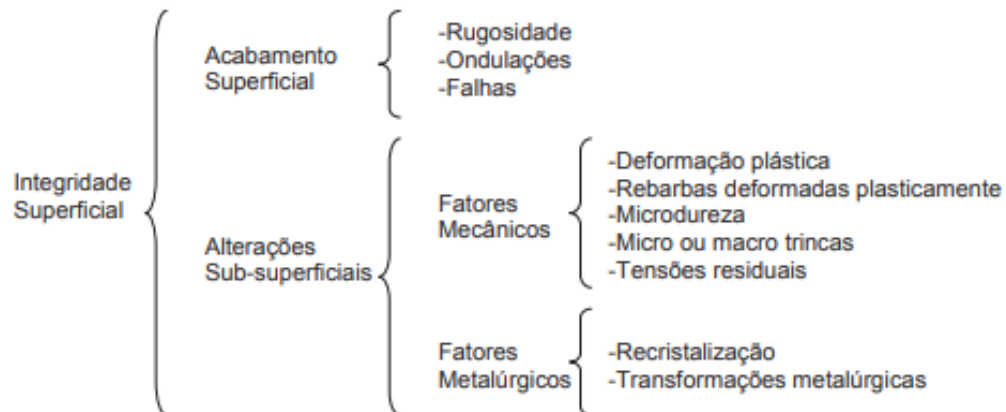 Integridade
Superficial
Acabamento
Superficial
-Rugosidade
-Ondulações
-Falhas
Alterações
Sub-superficiais
Fatores
Mecânicos
-Deformação plástica
-Rebarbas deformadas plasticamente
-Microdureza
-Micro ou macro trincas
-Tensões residuais
Fatores
Metalúrgicos
-Recristalização
-Transformações metalúrgicas